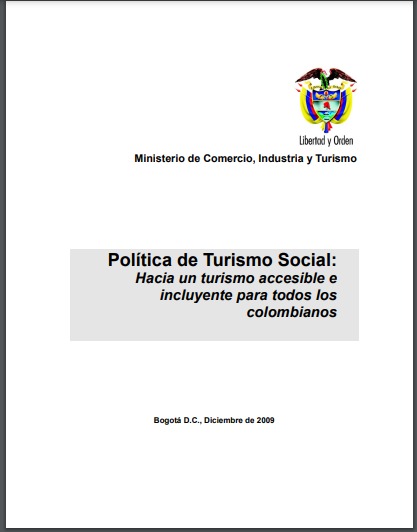 Libertad y Orden
Ministerio de Comercio, Industria y Turismo
Política de Turismo Social:
Hacia un turismo accesible e
incluyente para todos los
colombianos
Bogotá D.C., Diciembre de 2009